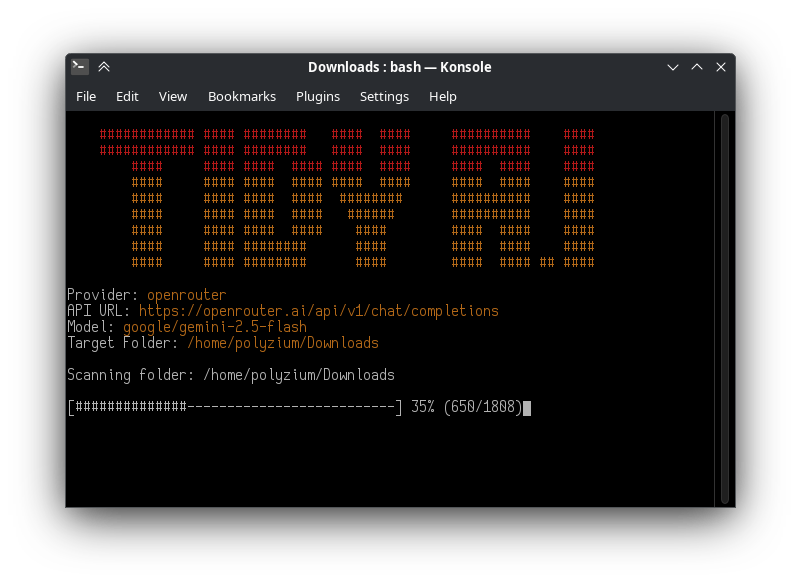 Downloads : bash — Konsole
File Edit View Bookmarks Plugins Settings Help
TIDY A.I
Provider: openrouter
API URL: https://openrouter.ai/api/v1/chat/completions
Model: google/gemini-2.5-flash
Target Folder: /home/polyzium/Downloads
Scanning folder: /home/polyzium/Downloads
[##############--------------------------] 35% (650/1808)